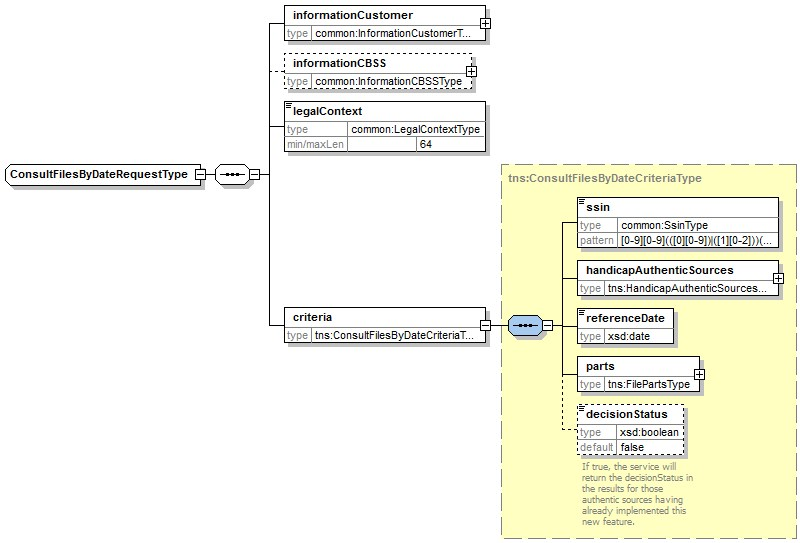 informationCustomer
type common:InformationCustomerT...
informationCBSS
type common:InformationCBSSType
legalContext
type common:LegalContextType
min/maxLen 64
ConsultFilesByDateRequestType
tns:ConsultFilesByDateCriteriaType
ssin
type common:SsinType
pattern [0-9][0-9](([0][0-9])|([1][0-2]))(...
handicapAuthenticSources
type tns:HandicapAuthenticSources...
criteria
type tns:ConsultFilesByDateCriteriaT...
referenceDate
type xsd:date
parts
type tns:FilePartsType
decisionStatus
type xsd:boolean
default false
If true, the service will
return the decisionStatus in
the results for those
authentic sources having
already implemented this
new feature.